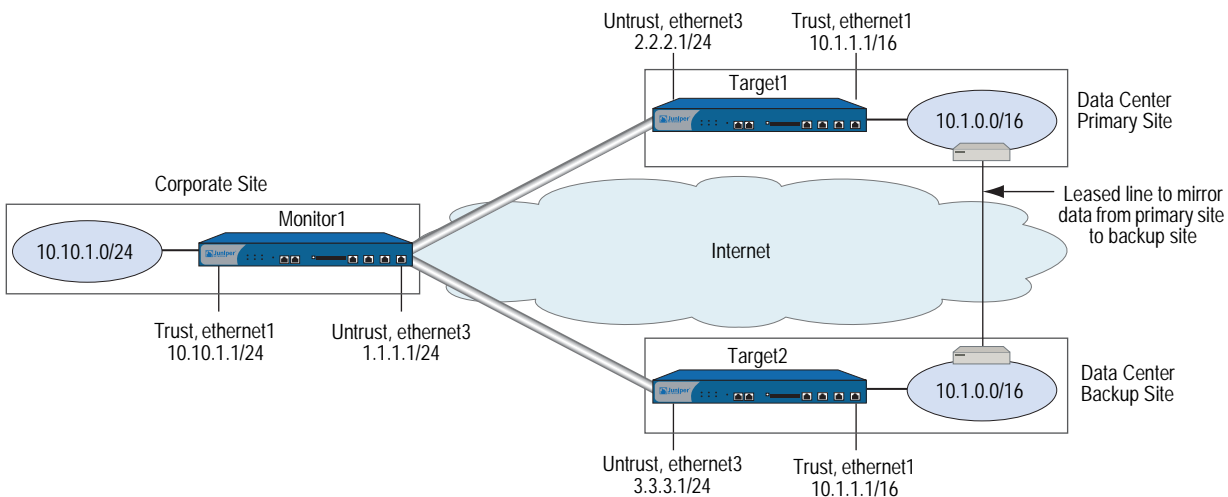 Untrust, ethernet3
2.2.2.1/24
Trust, ethernet1
10.1.1.1/16
Target1
Juniper
10.1.0.0/16
Data Center
Primary Site
Corporate Site
Monitor1
Juniper
10.10.1.0/24
Internet
Leased line to mirror
data from primary site
to backup site
Trust, ethernet1
10.10.1.1/24
Untrust, ethernet3
1.1.1.1/24
Target2
Juniper
10.1.0.0/16
Data Center
Backup Site
Untrust, ethernet3
3.3.3.1/24
Trust, ethernet1
10.1.1.1/16